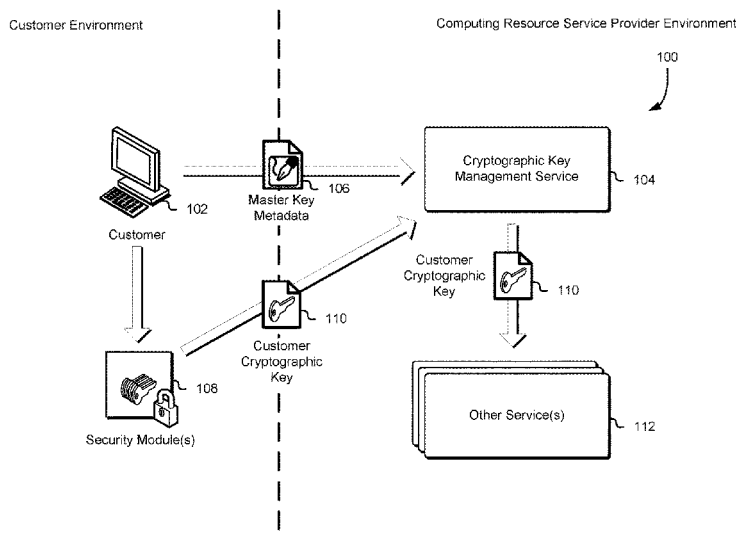 Customer Environment
Computing Resource Service Provider Environment
100
Cryptographic Key
Management Service
104
106
Master Key
Metadata
102
Customer
Customer
Cryptographic
Key
110
110
Customer
Cryptographic
Key
108
Security Module(s)
Other Service(s)
112